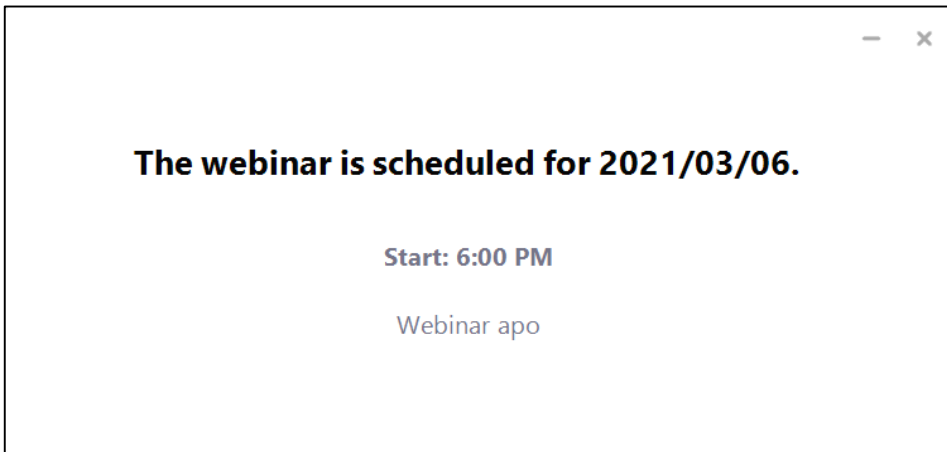 The webinar is scheduled for 2021/03/06.
Start: 6:00 PM
Webinar apo